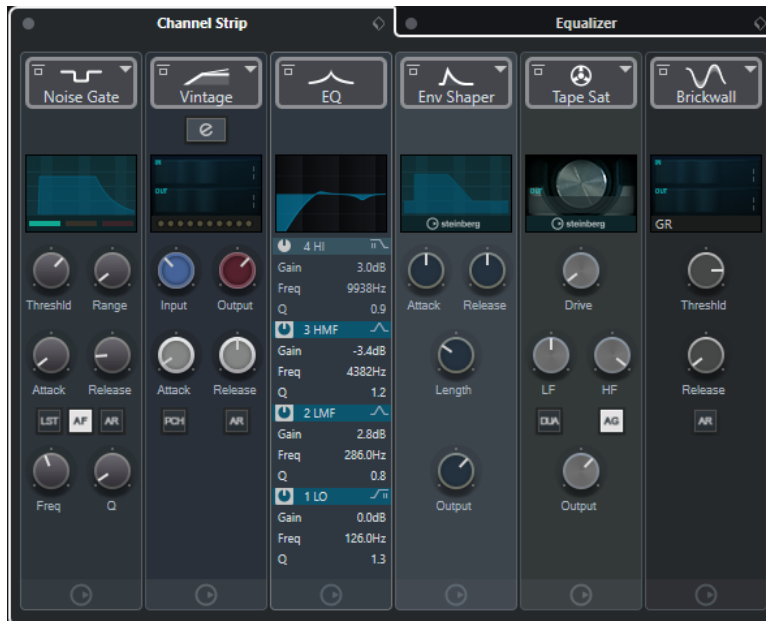 Channel Strip
Equalizer
Noise Gate
Vintage
EQ
Env Shaper
Tape Sat
Brickwall
e
IN
OUT
steinberg
OUT
steinberg
IN
OUT
GR
Threshld
Range
Attack
Release
LST
AF
AR
Freq
Q
Input
Output
Attack
Release
PCH
AR
4 HI
Gain 3.0dB
Freq 9938Hz
Q 0.9
3 HMF
Gain -3.4dB
Freq 4382Hz
Q 1.2
2 LMF
Gain 2.8dB
Freq 286.0Hz
Q 0.8
1 LO
Gain 0.0dB
Freq 126.0Hz
Q 1.3
Attack
Release
Length
Output
Drive
LF
HF
DUA
AG
Output
Threshld
Release
AR